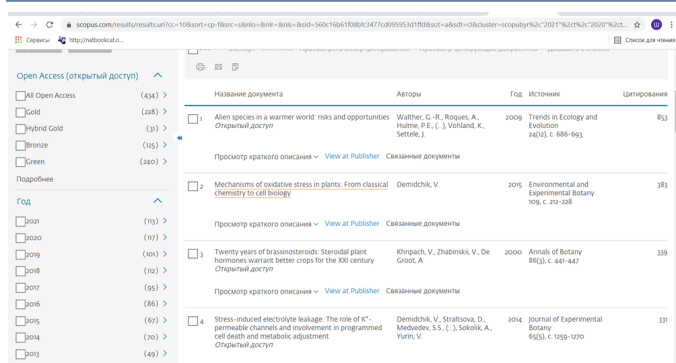 scopus.com/results/results.uri?cc=10&sort=cp-f&src=s&nlo=&nlr=&nls=&sid=560c16b61f08bfc3477cd095953d1ffd&sot=a&sdt=cl&cluster=scopubyr%2c"2021"%2ct%2c"2020"%2ct...
Сервисы
http://natbookcat.o...
Список для чтения
Open Access (открытый доступ)
All Open Access (434) >
Gold (228) >
Hybrid Gold (31) >
Bronze (125) >
Green (240) >
Подробнее
Год
2021 (113) >
2020 (117) >
2019 (101) >
2018 (112) >
2017 (95) >
2016 (86) >
2015 (67) >
2014 (70) >
2013 (49) >
Название документа Авторы Год Источник Цитирования
1 Alien species in a warmer world: risks and opportunities Walther, G.-R., Roques, A., 2009 Trends in Ecology and 853
Открытый доступ Hulme, P.E., (...), Vohland, K., Evolution
Settele, J. 24(12), с. 686-693
Просмотр краткого описания View at Publisher Связанные документы
2 Mechanisms of oxidative stress in plants: From classical Demidchik, V. 2015 Environmental and 383
chemistry to cell biology Experimental Botany
109, с. 212-228
Просмотр краткого описания View at Publisher Связанные документы
3 Twenty years of brassinosteroids: Steroidal plant Khripach, V., Zhabinskii, V., De 2000 Annals of Botany 339
hormones warrant better crops for the XXI century Groot, A. 86(3), с. 441-447
Открытый доступ
Просмотр краткого описания View at Publisher Связанные документы
4 Stress-induced electrolyte leakage: The role of K⁺- Demidchik, V., Straltsova, D., 2014 Journal of Experimental 331
permeable channels and involvement in programmed Medvedev, S.S., (...), Sokolik, A., Botany
cell death and metabolic adjustment Yurin, V. 65(5), с. 1259-1270
Открытый доступ